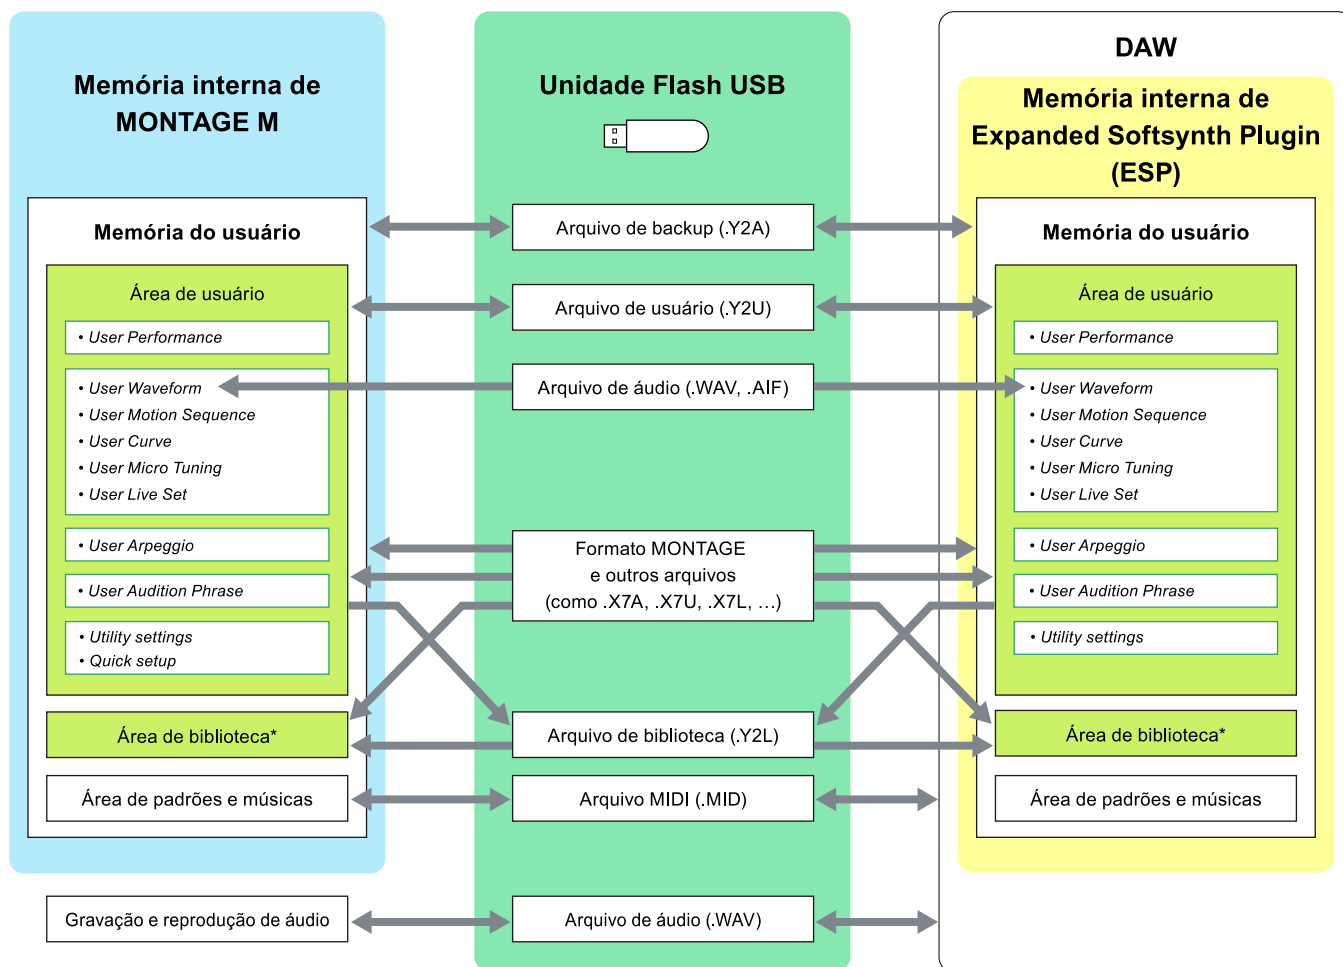 Memória interna de
MONTAGE M
Memória do usuário
Área de usuário
• User Performance
• User Waveform
• User Motion Sequence
• User Curve
• User Micro Tuning
• User Live Set
• User Arpeggio
• User Audition Phrase
• Utility settings
• Quick setup
Área de biblioteca*
Área de padrões e músicas
Gravação e reprodução de áudio
Unidade Flash USB
Arquivo de backup (.Y2A)
Arquivo de usuário (.Y2U)
Arquivo de áudio (.WAV, .AIF)
Formato MONTAGE
e outros arquivos
(como .X7A, .X7U, .X7L, …)
Arquivo de biblioteca (.Y2L)
Arquivo MIDI (.MID)
Arquivo de áudio (.WAV)
DAW
Memória interna de
Expanded Softsynth Plugin
(ESP)
Memória do usuário
Área de usuário
• User Performance
• User Waveform
• User Motion Sequence
• User Curve
• User Micro Tuning
• User Live Set
• User Arpeggio
• User Audition Phrase
• Utility settings
Área de biblioteca*
Área de padrões e músicas